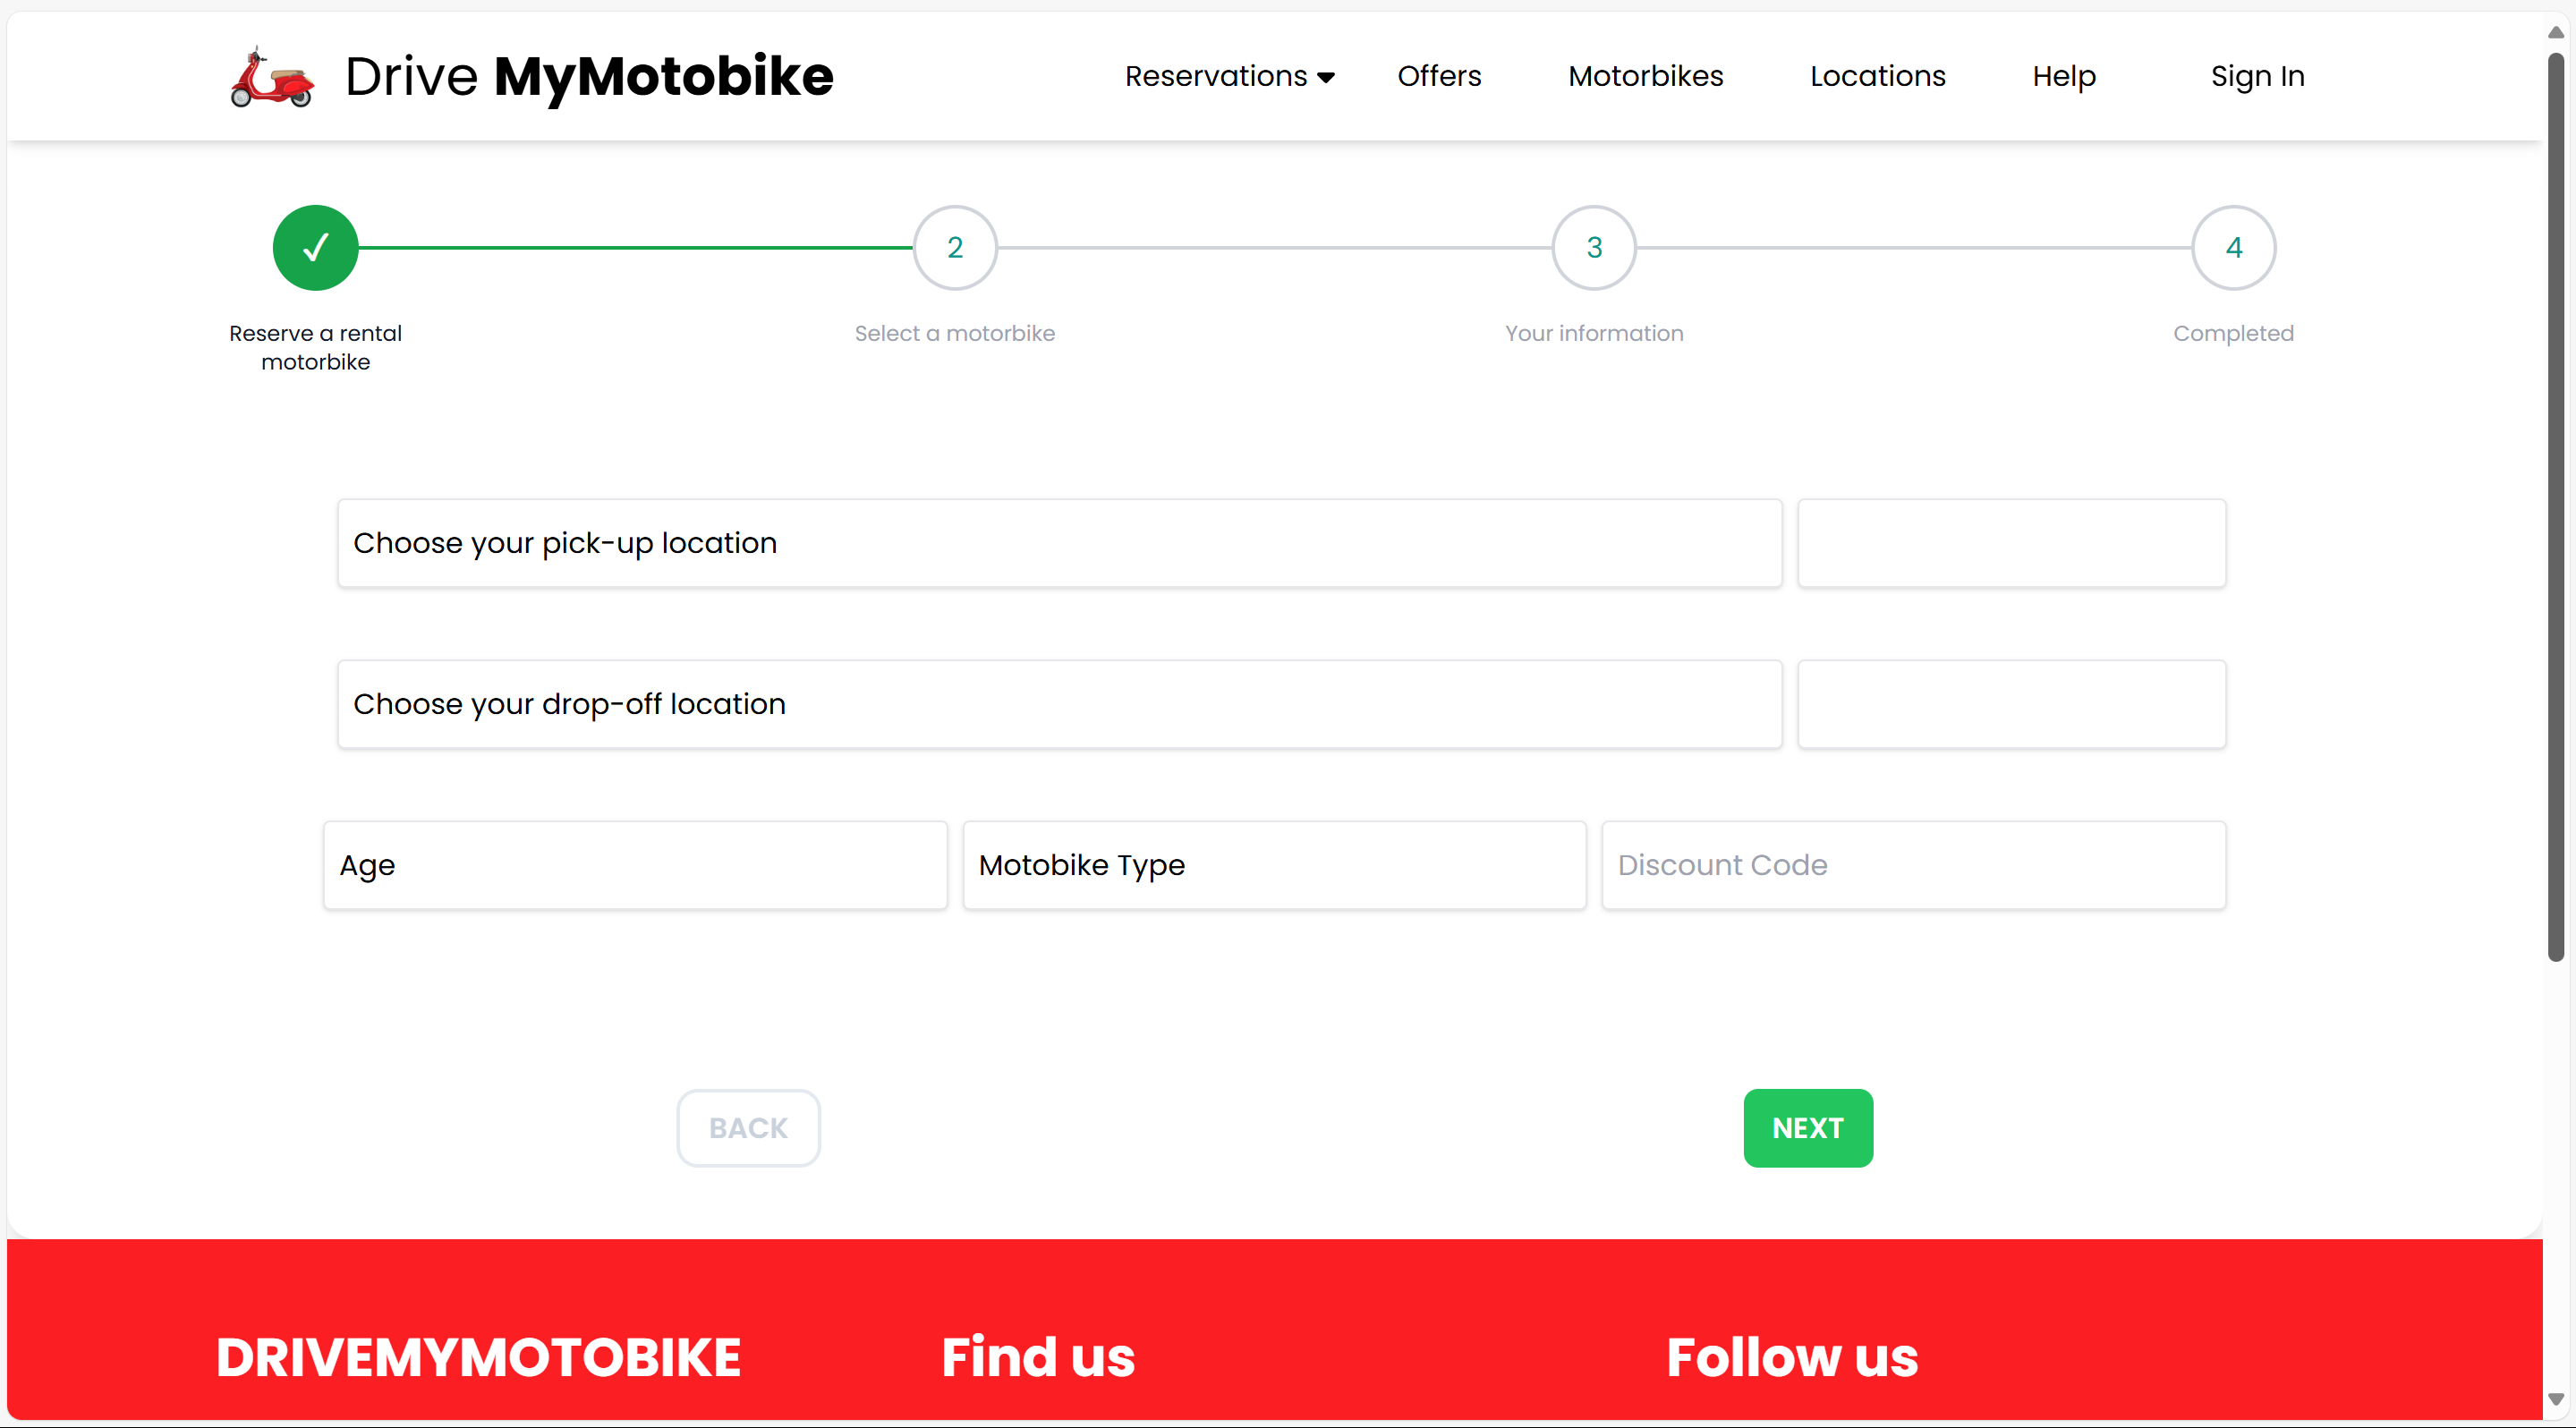 Drive MyMotobike
Reservations
Offers
Motorbikes
Locations
Help
Sign In
✓
2
3
4
Reserve a rental
motorbike
Select a motorbike
Your information
Completed
Choose your pick-up location
Choose your drop-off location
Age
Motobike Type
Discount Code
BACK
NEXT
DRIVEMYMOTOBIKE
Find us
Follow us